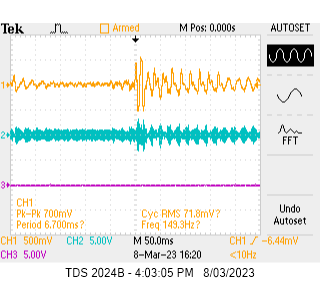 Tek Armed M Pos: 0.000s AUTOSET
1
2
FFT
3
CH1
Pk-Pk 700mV Cyc RMS 71.8mV?
Period 6.700ms? Freq 149.3Hz?
Undo
Autoset
CH1 500mV CH2 5.00V M 50.0ms CH1 -6.44mV
CH3 5.00V 8-Mar-23 16:20 <10Hz
TDS 2024B - 4:03:05 PM 8/03/2023